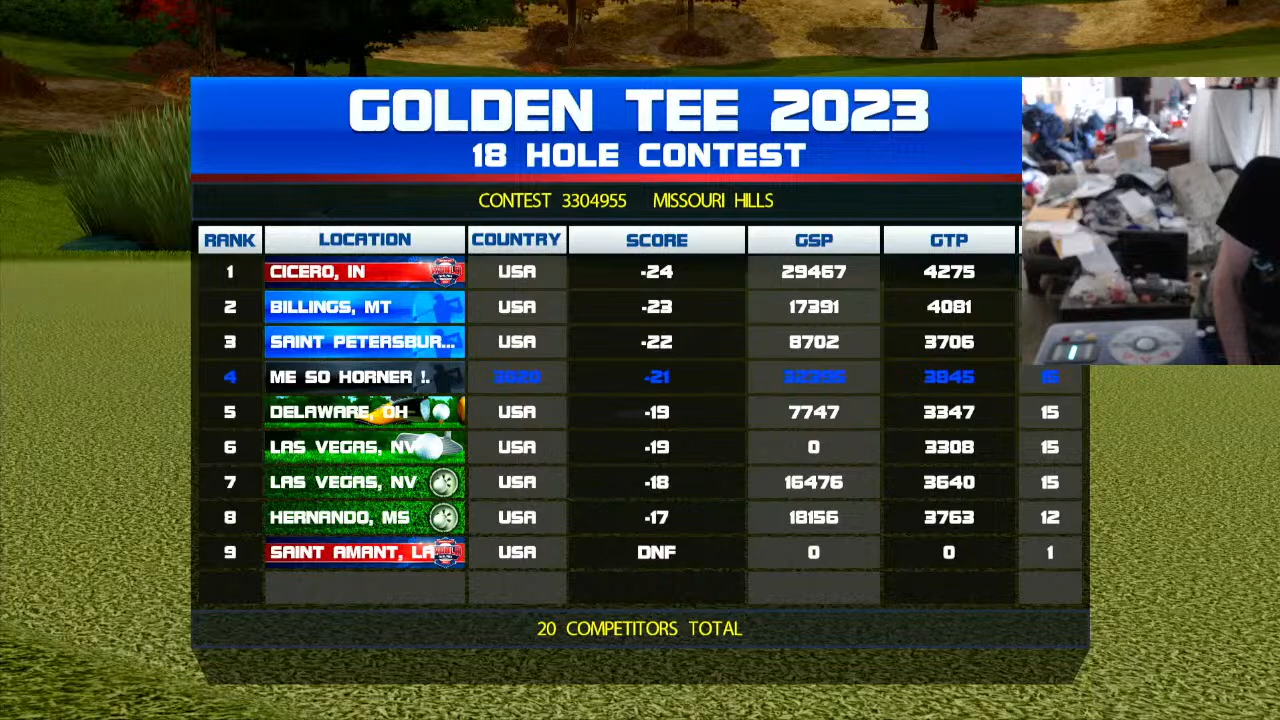 GOLDEN TEE 2023
18 HOLE CONTEST
CONTEST 3304955 MISSOURI HILLS
RANK LOCATION COUNTRY SCORE GSP GTP
1 CICERO, IN USA -24 29467 4275
2 BILLINGS, MT USA -23 17391 4081
3 SAINT PETERSBUR... USA -22 8702 3706
4 ME SO HORNER !. -21 3845
5 DELAWARE, OH USA -19 7747 3347 15
6 LAS VEGAS, NV USA -19 0 3308 15
7 LAS VEGAS, NV USA -18 16476 3640 15
8 HERNANDO, MS USA -17 18156 3763 12
9 SAINT AMANT, LA USA DNF 0 0 1
20 COMPETITORS TOTAL